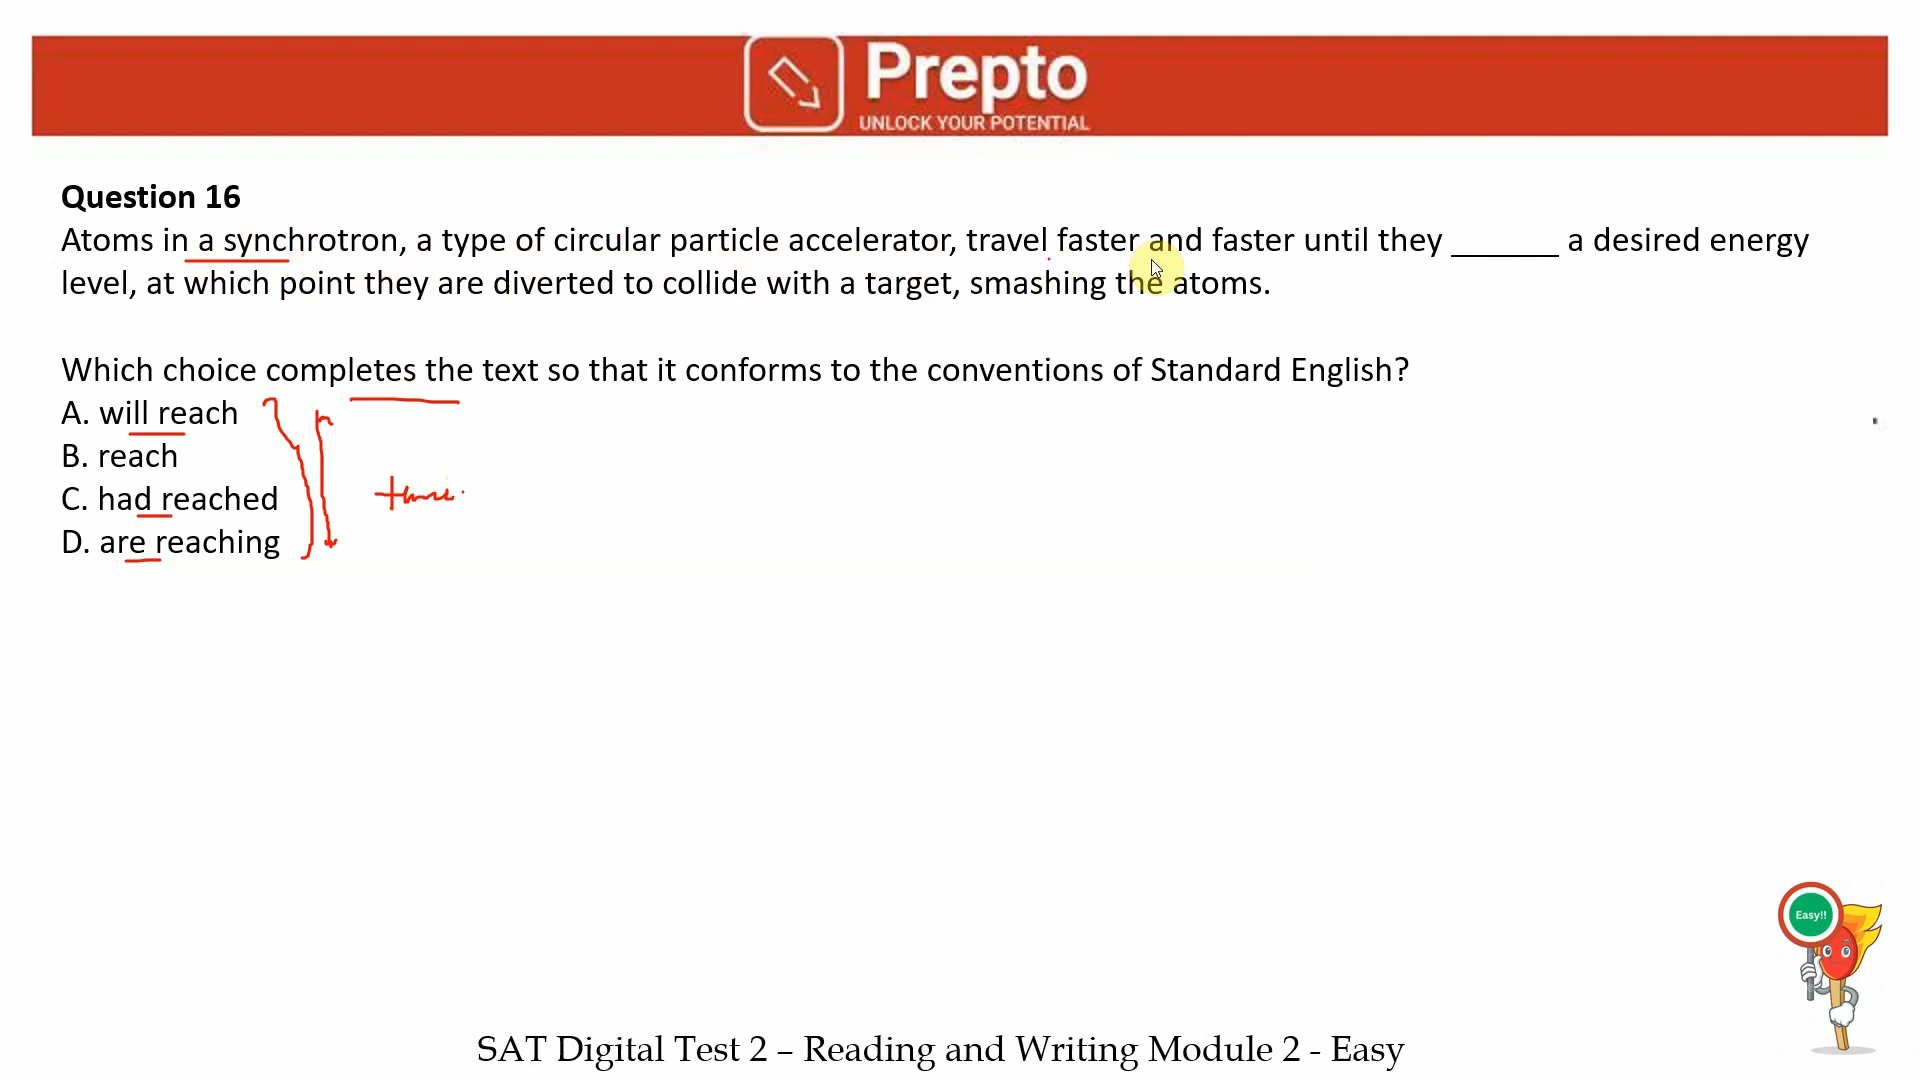 Prepto
UNLOCK YOUR POTENTIAL
Question 16
Atoms in a synchrotron, a type of circular particle accelerator, travel faster and faster until they ______ a desired energy
level, at which point they are diverted to collide with a target, smashing the atoms.
Which choice completes the text so that it conforms to the conventions of Standard English?
A. will reach
B. reach
C. had reached
D. are reaching
Easy!!
SAT Digital Test 2 – Reading and Writing Module 2 - Easy